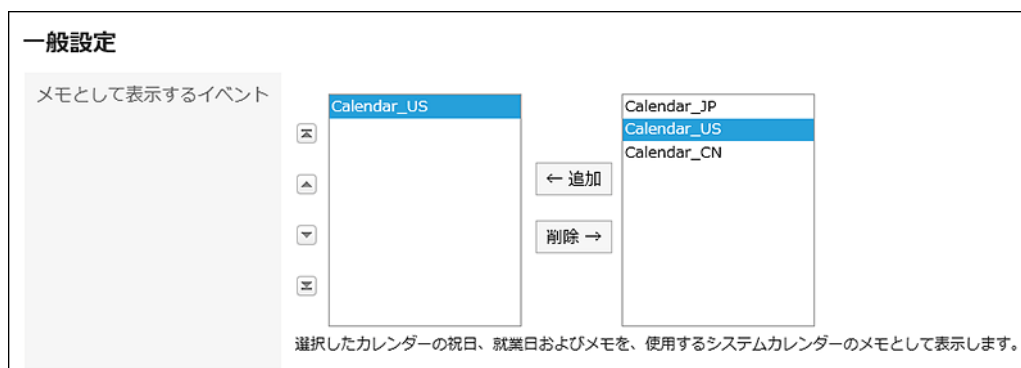 一般設定
メモとして表示するイベント
Calendar_US
Calendar_JP
Calendar_US
Calendar_CN
← 追加
削除 →
選択したカレンダーの祝日、就業日およびメモを、使用するシステムカレンダーのメモとして表示します。